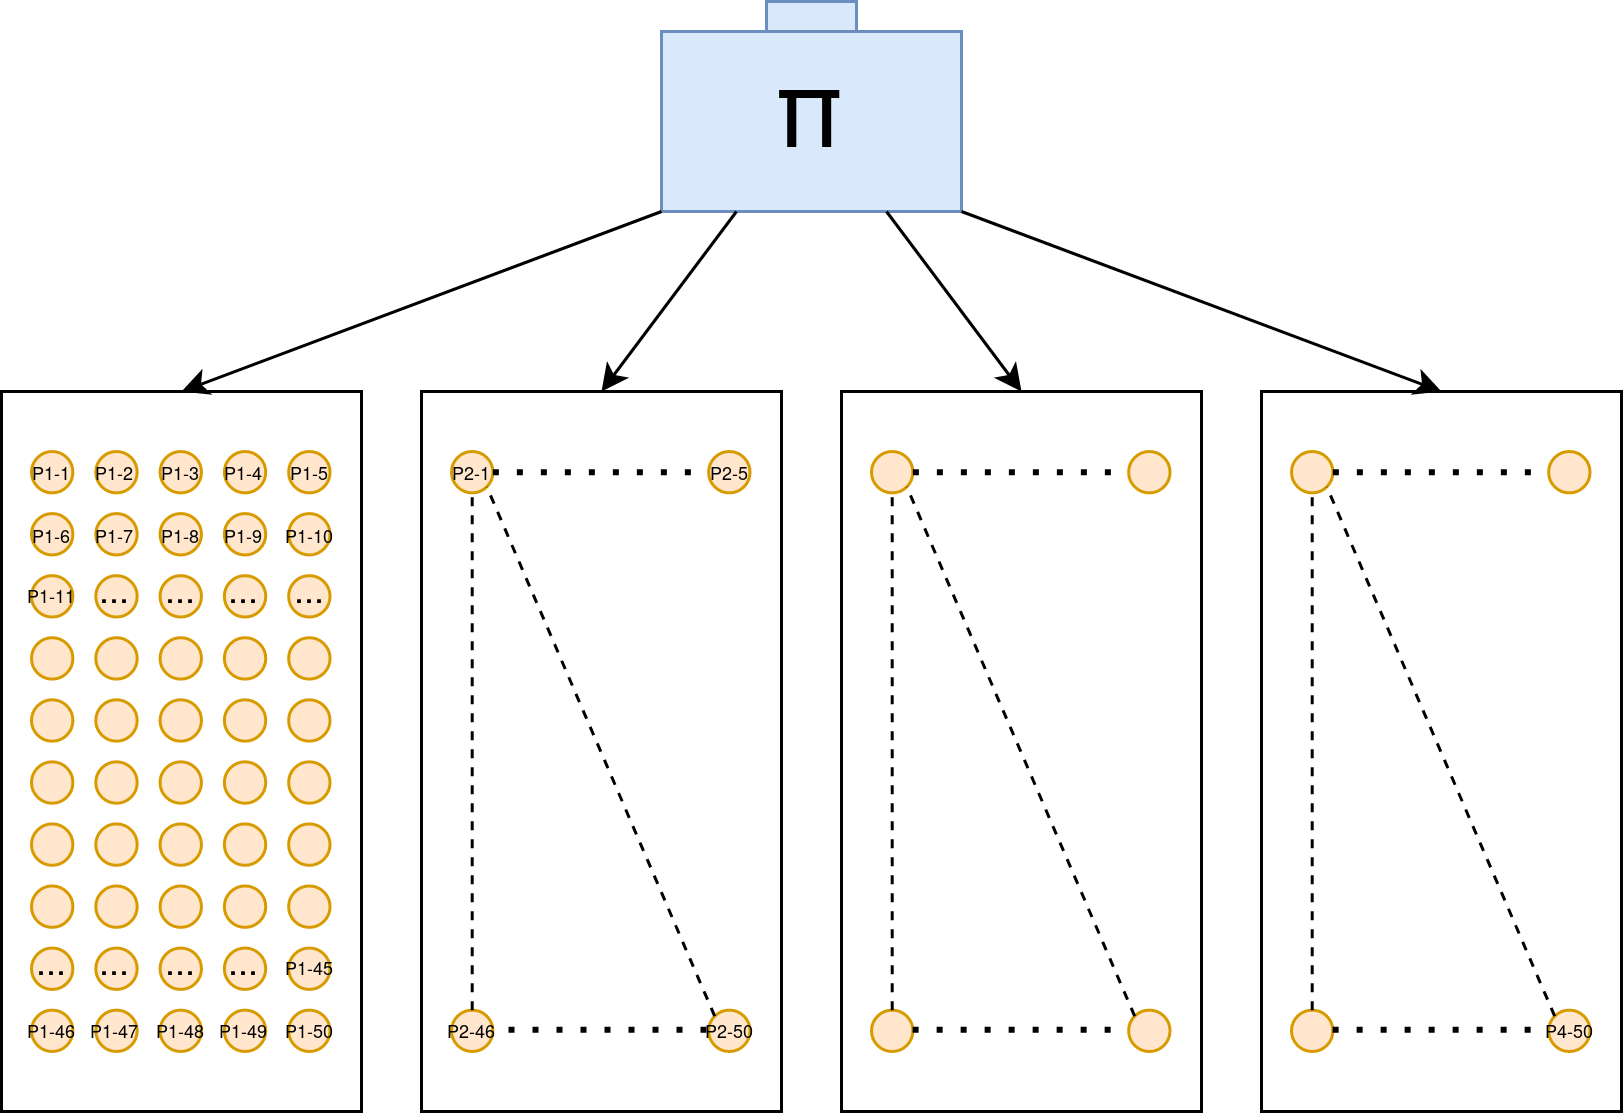 П
P1-1 P1-2 P1-3 P1-4 P1-5 P2-1 P2-5
P1-6 P1-7 P1-8 P1-9 P1-10
P1-11 ... ... ... ...
... ... ... ... P1-45
P1-46 P1-47 P1-48 P1-49 P1-50 P2-46 P2-50 P4-50